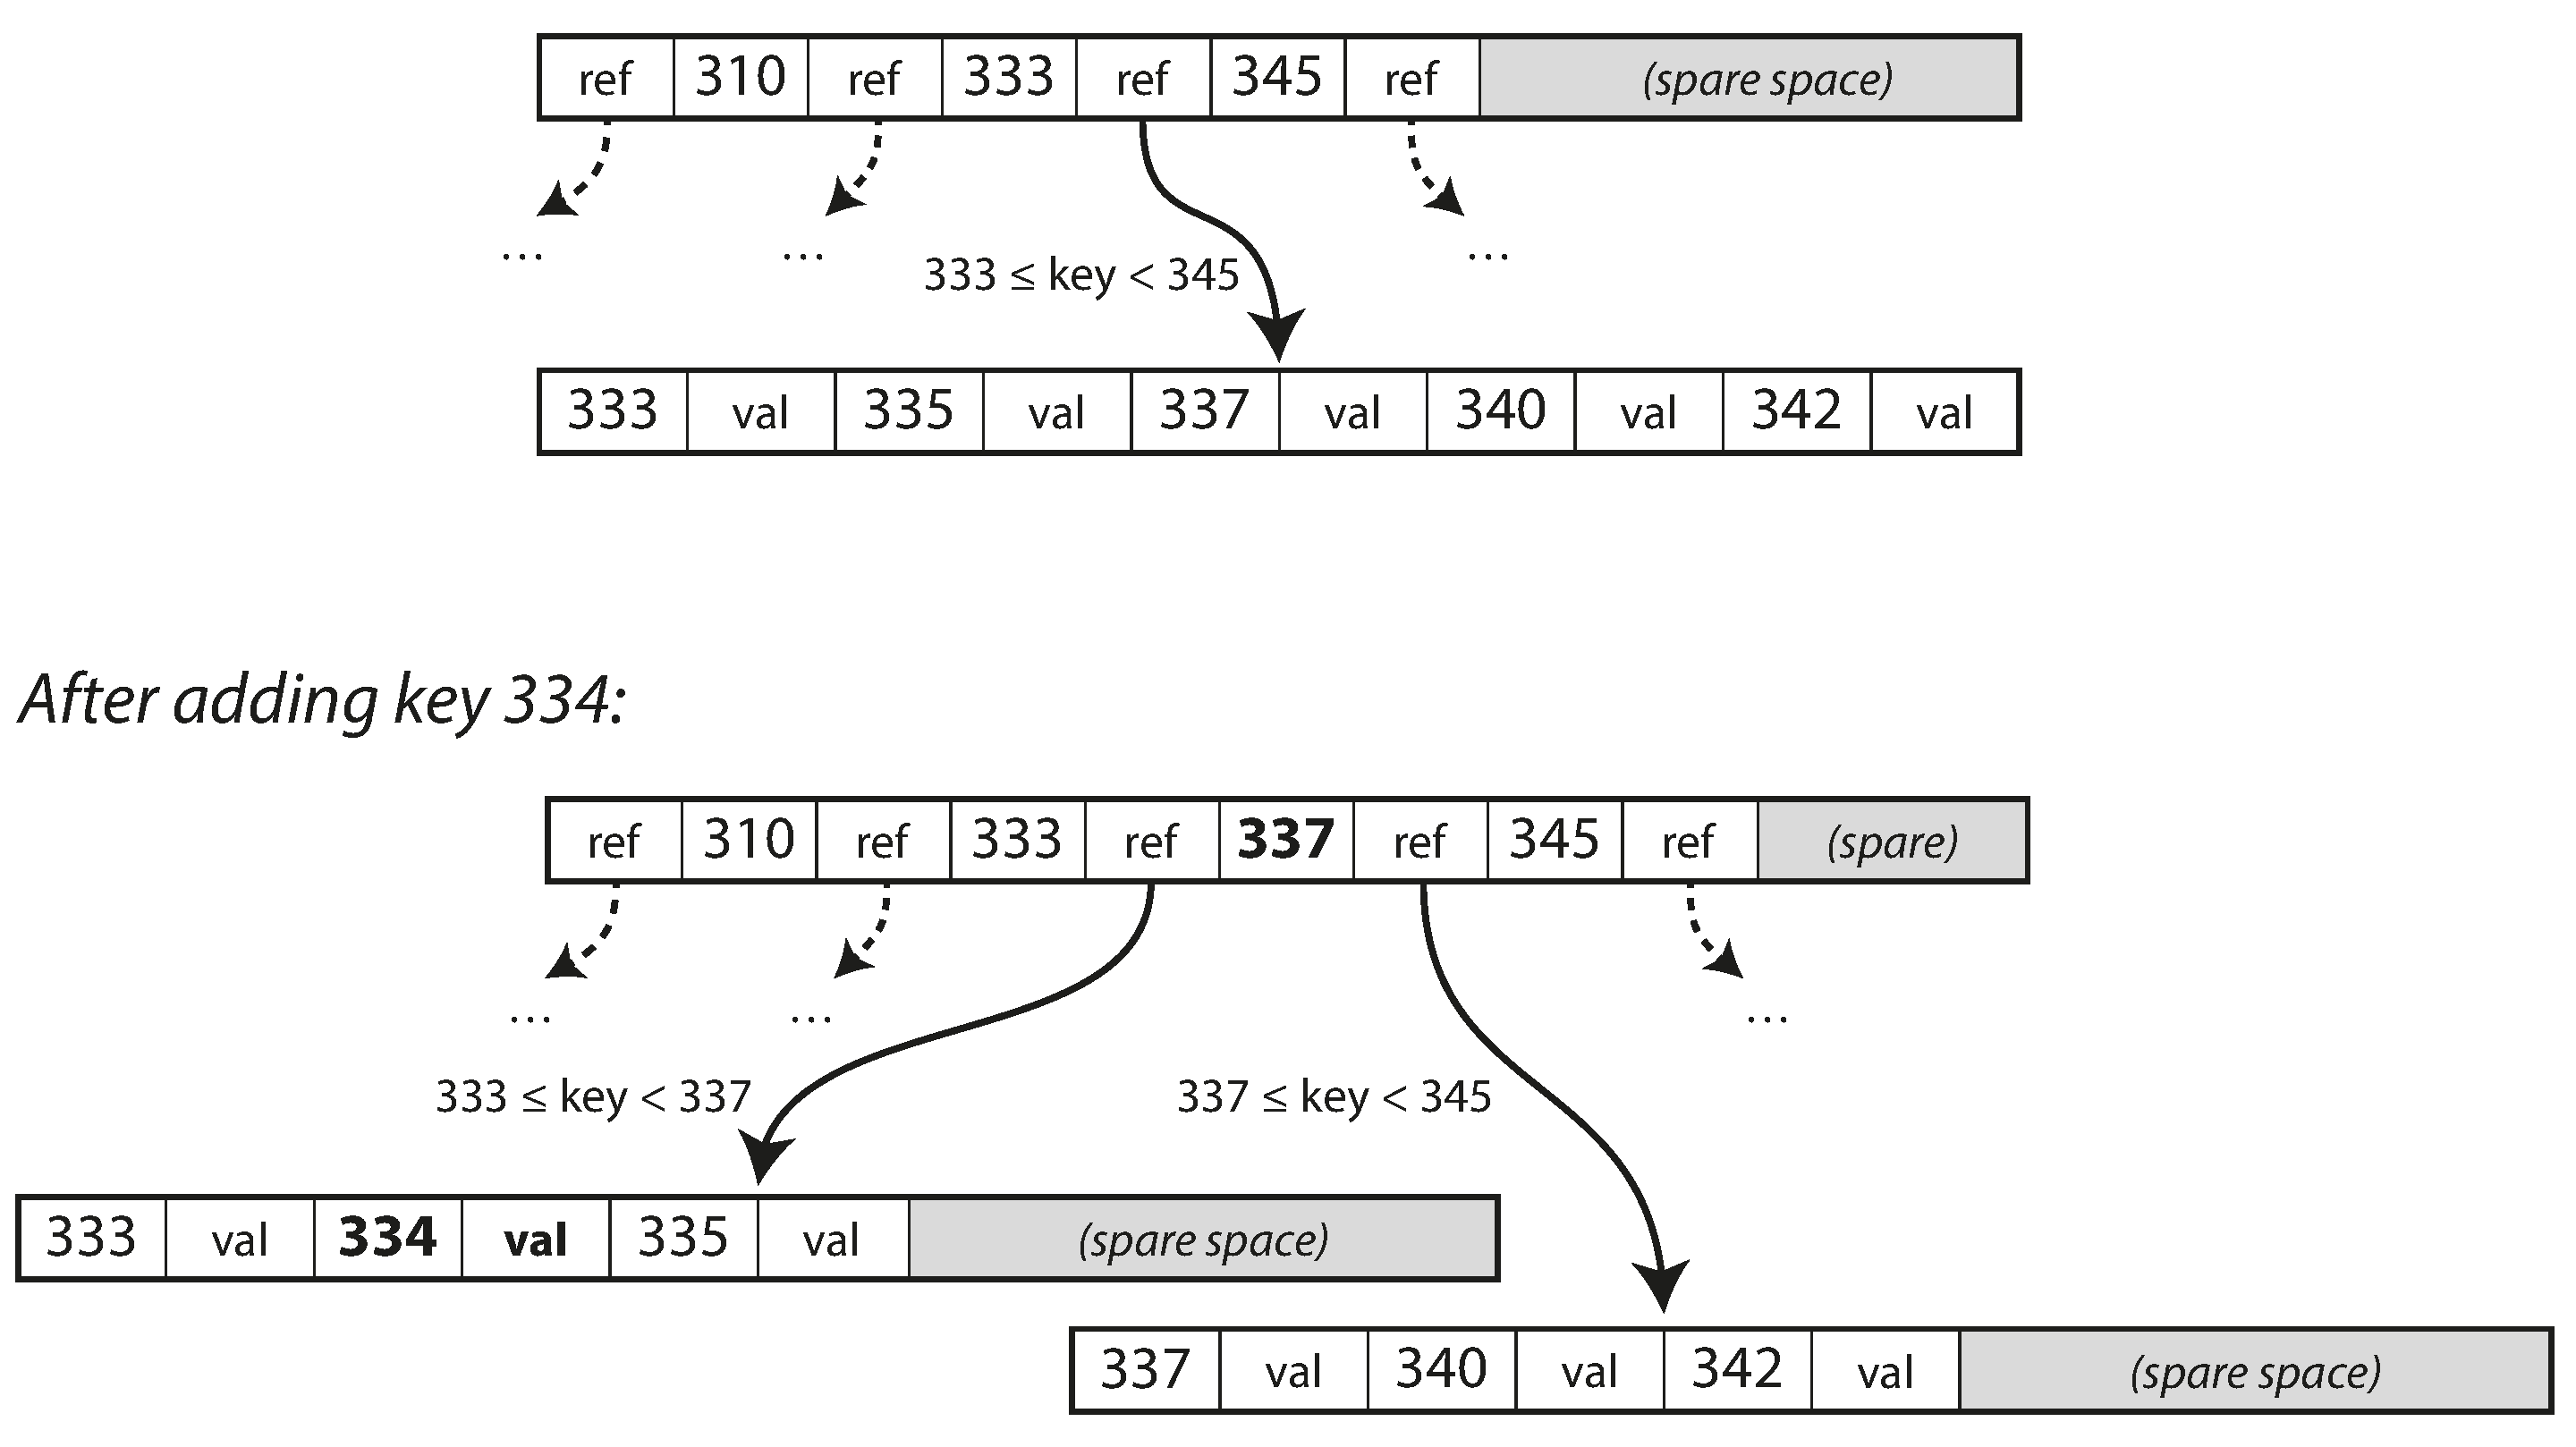 ref 310 ref 333 ref 345 ref (spare space)
... ... ...
333 ≤ key < 345
333 val 335 val 337 val 340 val 342 val
After adding key 334:
ref 310 ref 333 ref 337 ref 345 ref (spare)
... ... ...
333 ≤ key < 337 337 ≤ key < 345
333 val 334 val 335 val (spare space)
337 val 340 val 342 val (spare space)